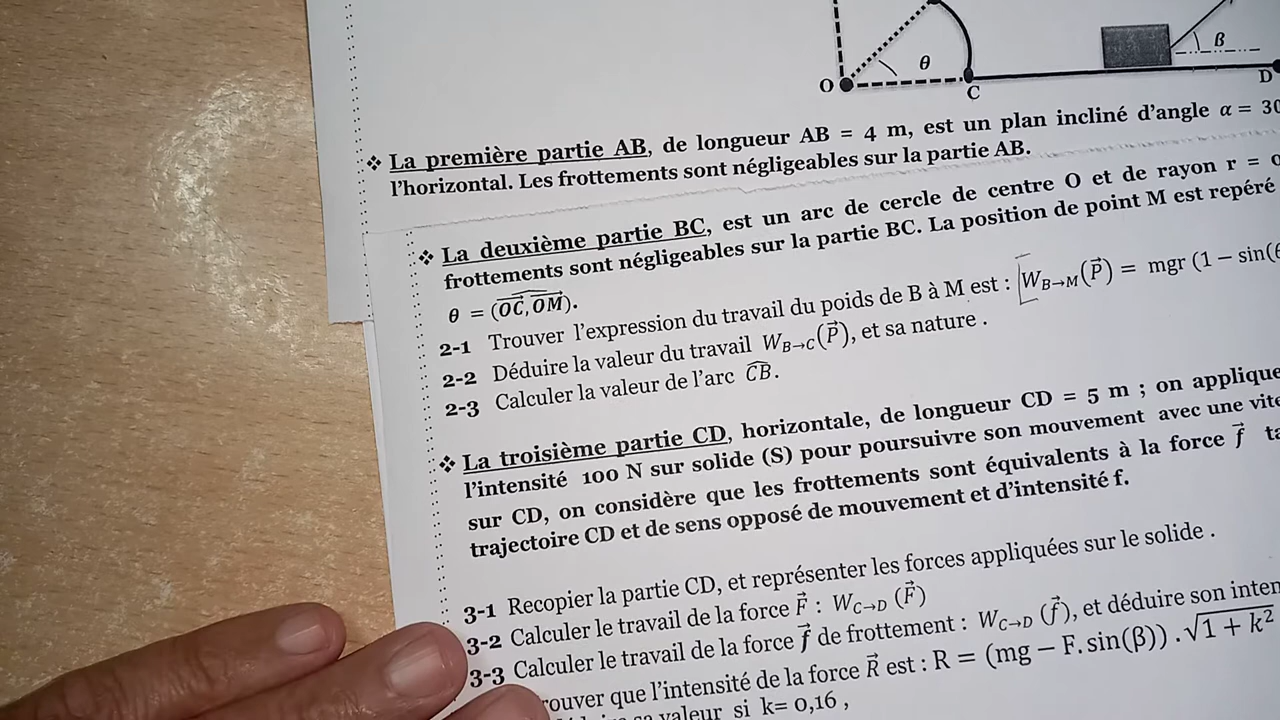 θ
β
O
C
D
❖ La première partie AB, de longueur AB = 4 m, est un plan incliné d'angle α = 30
l'horizontal. Les frottements sont négligeables sur la partie AB.
❖ La deuxième partie BC, est un arc de cercle de centre O et de rayon r =
frottements sont négligeables sur la partie BC. La position de point M est repéré
θ = (OC, OM).
2-1 Trouver l'expression du travail du poids de B à M est : W_{B→M}(P⃗) = mgr (1 − sin(
2-2 Déduire la valeur du travail W_{B→C}(P⃗), et sa nature .
2-3 Calculer la valeur de l'arc CB.
❖ La troisième partie CD, horizontale, de longueur CD = 5 m ; on applique
l'intensité 100 N sur solide (S) pour poursuivre son mouvement avec une
sur CD, on considère que les frottements sont équivalents à la force f⃗
trajectoire CD et de sens opposé de mouvement et d'intensité f.
3-1 Recopier la partie CD, et représenter les forces appliquées sur le solide .
3-2 Calculer le travail de la force F⃗ : W_{C→D} (F⃗)
3-3 Calculer le travail de la force f⃗ de frottement : W_{C→D} (f⃗), et déduire son
rouver que l'intensité de la force R⃗ est : R = (mg − F.sin(β)) .√(1 + k²)
valeur si k= 0,16 ,